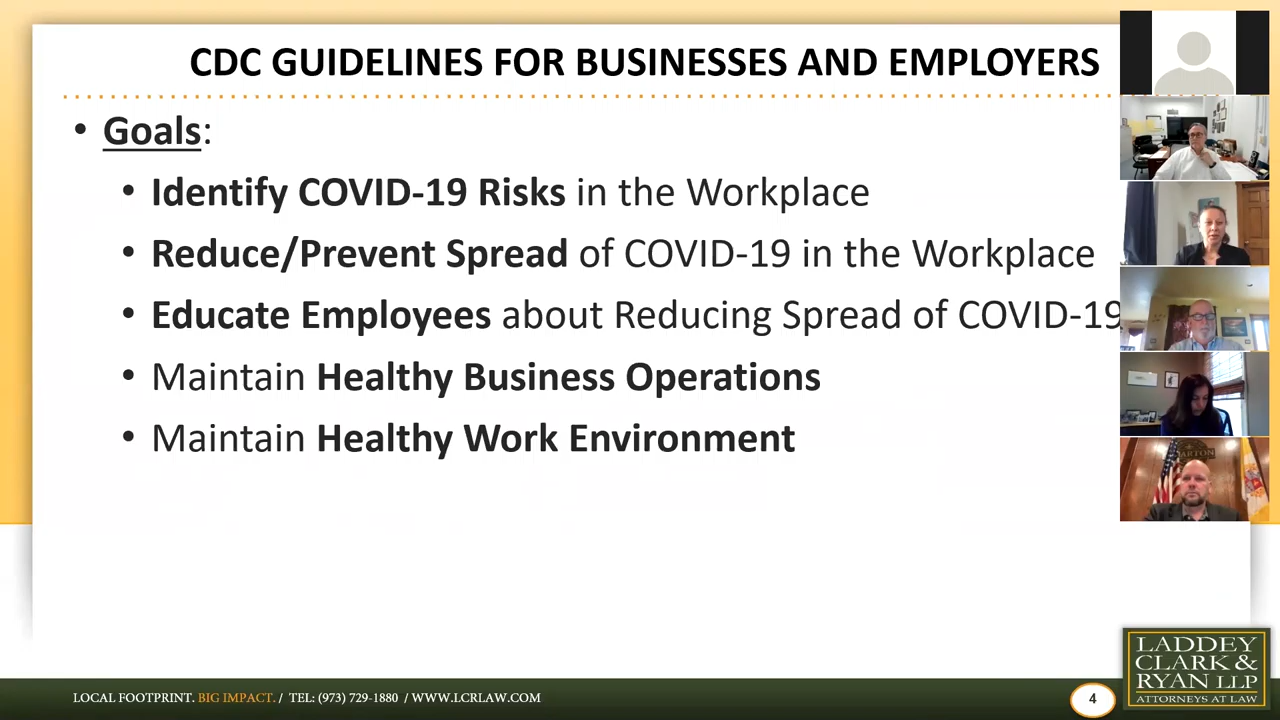 CDC GUIDELINES FOR BUSINESSES AND EMPLOYERS
• Goals:
• Identify COVID-19 Risks in the Workplace
• Reduce/Prevent Spread of COVID-19 in the Workplace
• Educate Employees about Reducing Spread of COVID-19
• Maintain Healthy Business Operations
• Maintain Healthy Work Environment
LOCAL FOOTPRINT. BIG IMPACT. / TEL: (973) 729-1880 / WWW.LCRLAW.COM
4
LADDEY
CLARK &
RYAN LLP
ATTORNEYS AT LAW